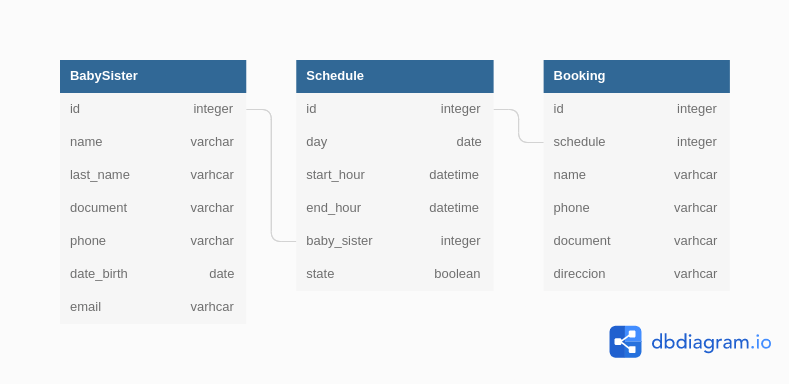 BabySister
id integer
name varchar
last_name varhcar
document varchar
phone varchar
date_birth date
email varhcar
Schedule
id integer
day date
start_hour datetime
end_hour datetime
baby_sister integer
state boolean
Booking
id integer
schedule integer
name varhcar
phone varhcar
document varhcar
direccion varhcar
dbdiagram.io